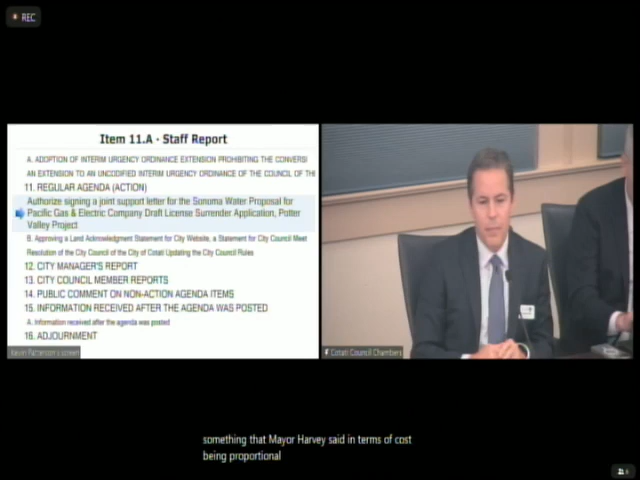 REC
Item 11.A - Staff Report
A. ADOPTION OF INTERIM URGENCY ORDINANCE EXTENSION PROHIBITING THE CONVERSI
AN EXTENSION TO AN UNCODIFIED INTERIM URGENCY ORDINANCE OF THE COUNCIL OF THE
11. REGULAR AGENDA (ACTION)
Authorize signing a joint support letter for the Sonoma Water Proposal for
Pacific Gas & Electric Company Draft License Surrender Application, Potter
Valley Project
B. Approving a Land Acknowledgment Statement for City Website, a Statement for City Council Meet
Resolution of the City Council of the City of Cotati Updating the City Council Rules
12. CITY MANAGER'S REPORT
13. CITY COUNCIL MEMBER REPORTS
14. PUBLIC COMMENT ON NON-ACTION AGENDA ITEMS
15. INFORMATION RECEIVED AFTER THE AGENDA WAS POSTED
A. Information received after the agenda was posted
16. ADJOURNMENT
Kevin Patterson's screen
Cotati Council Chambers
something that Mayor Harvey said in terms of cost
being proportional